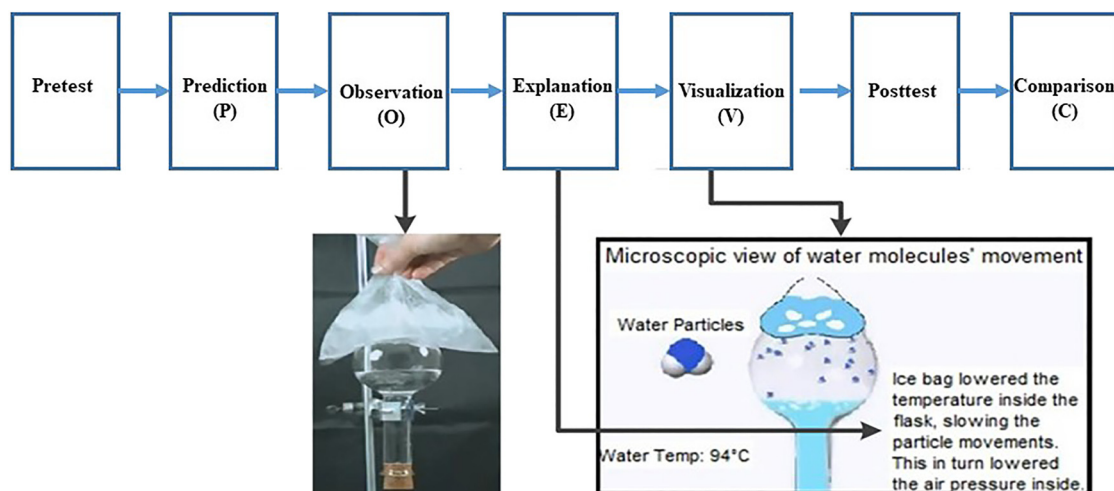 Pretest
Prediction
(P)
Observation
(O)
Explanation
(E)
Visualization
(V)
Posttest
Comparison
(C)
Microscopic view of water molecules' movement
Water Particles
Ice bag lowered the
temperature inside the
flask, slowing the
particle movements.
This in turn lowered
the air pressure inside.
Water Temp: 94°C